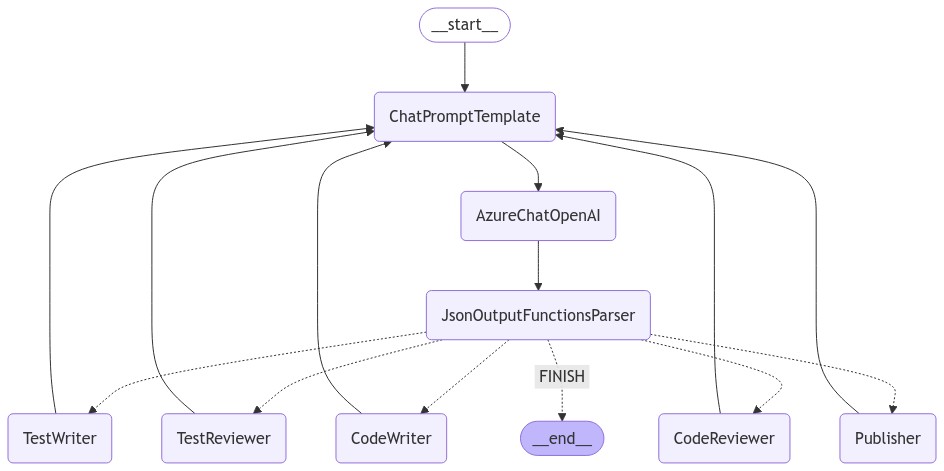 __start__
ChatPromptTemplate
AzureChatOpenAI
JsonOutputFunctionsParser
FINISH
TestWriter
TestReviewer
CodeWriter
__end__
CodeReviewer
Publisher